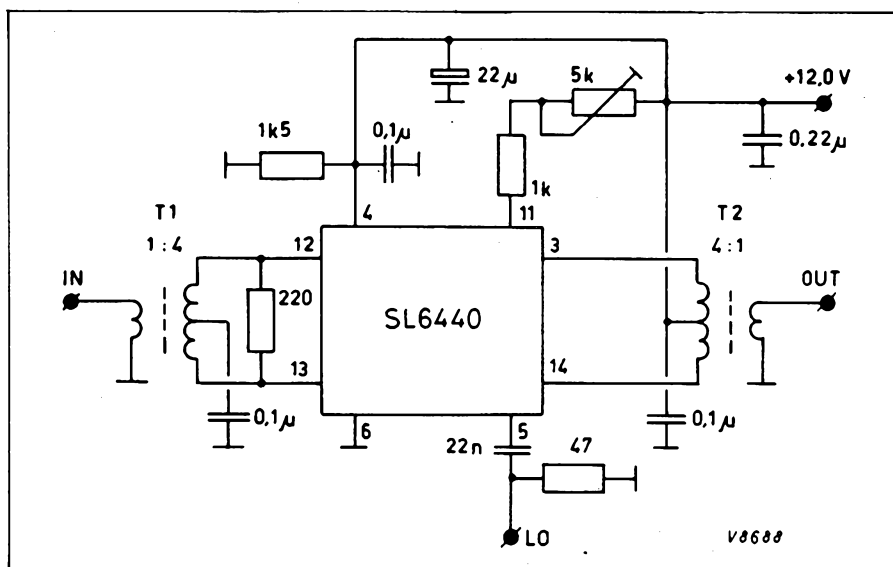 22µ
5k
+12,0 V
1k5
0,1µ
0,22µ
1k
4
11
T1
1:4
12
3
T2
4:1
IN
220
SL6440
OUT
13
14
0,1µ
6
5
0,1µ
22n
47
LO
V8688